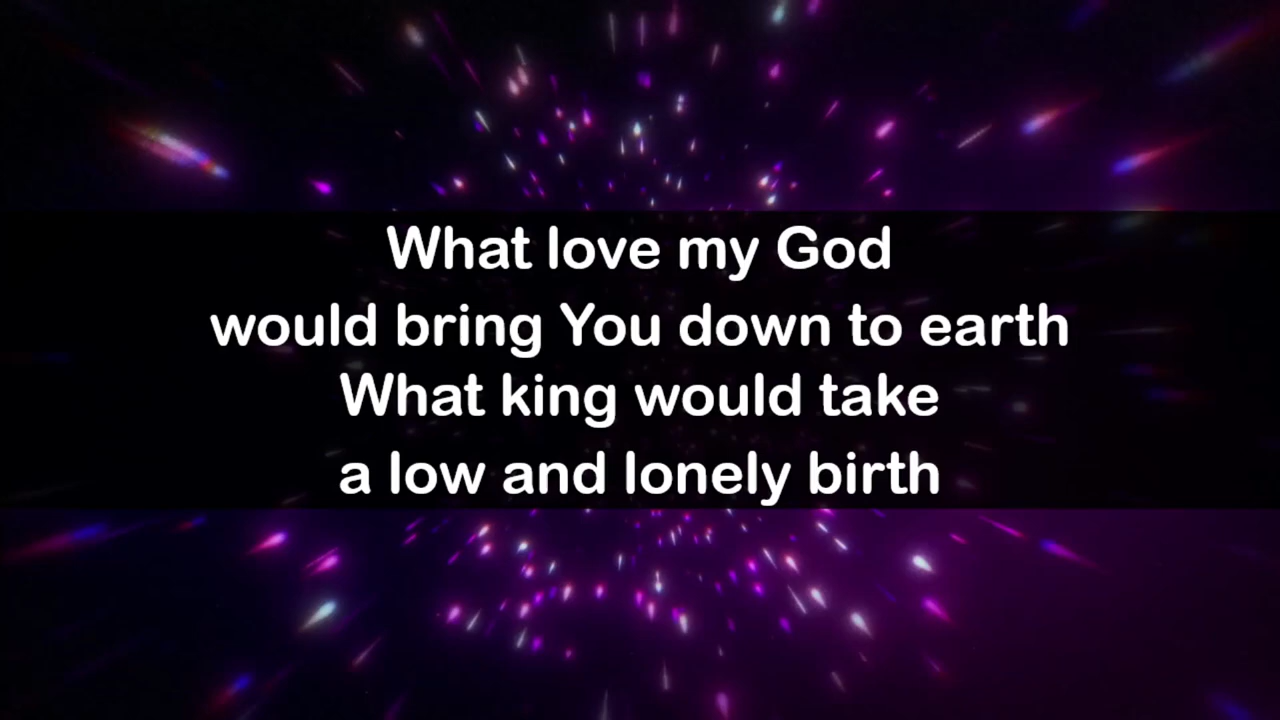 What love my God
would bring You down to earth
What king would take
a low and lonely birth